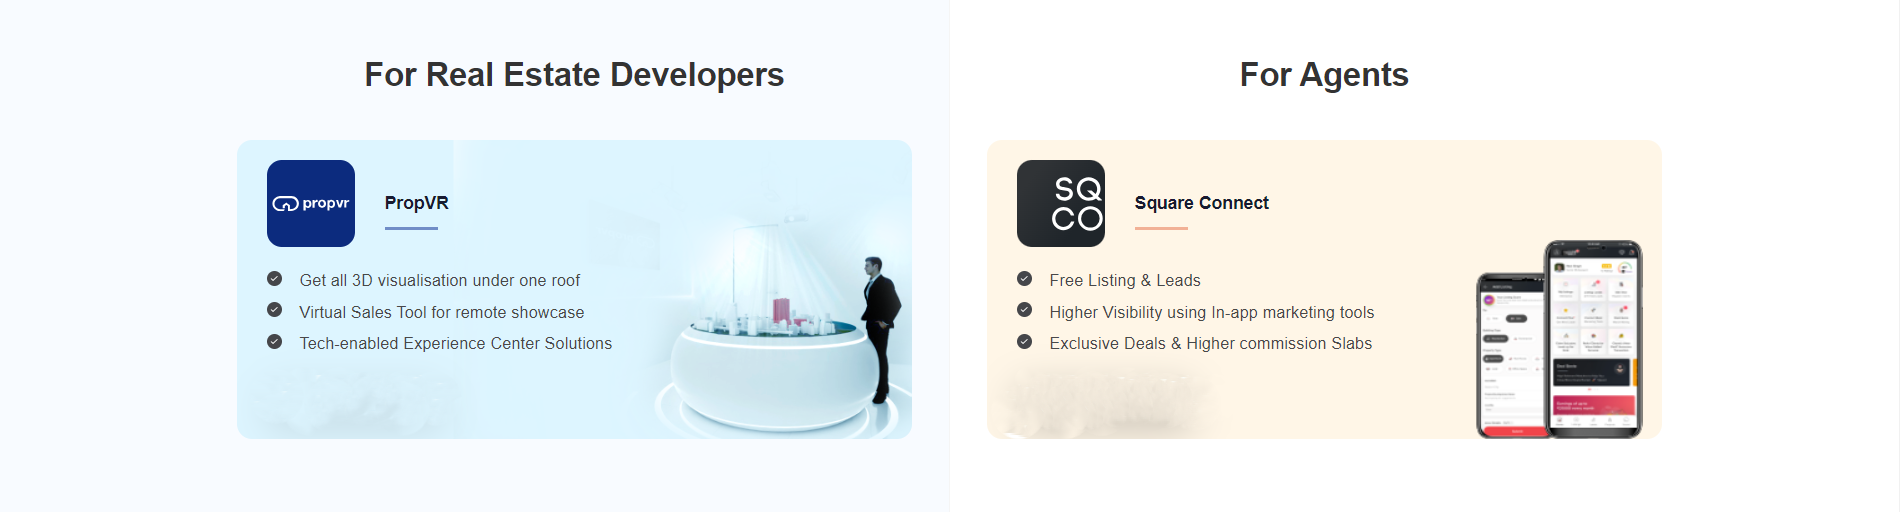 For Real Estate Developers
propvr
PropVR
Get all 3D visualisation under one roof
Virtual Sales Tool for remote showcase
Tech-enabled Experience Center Solutions
For Agents
SQ
CO
Square Connect
Free Listing & Leads
Higher Visibility using In-app marketing tools
Exclusive Deals & Higher commission Slabs